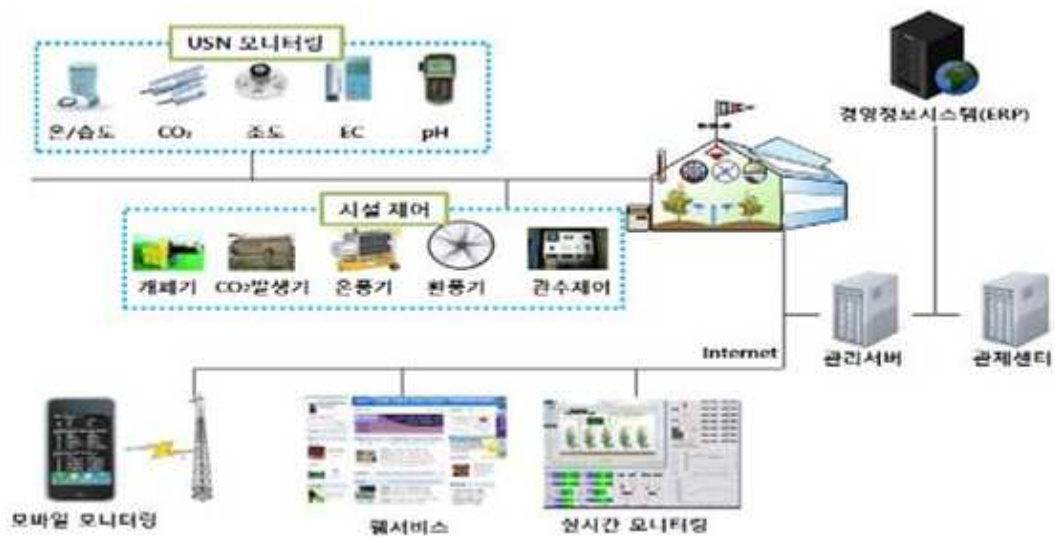 USN 모니터링
온/습도 CO₂ 조도 EC pH
경영정보시스템(ERP)
시설 제어
개폐기 CO₂발생기 온풍기 환풍기 관수제어
Internet
관리서버 관제센터
모바일 모니터링 웹서비스 실시간 모니터링